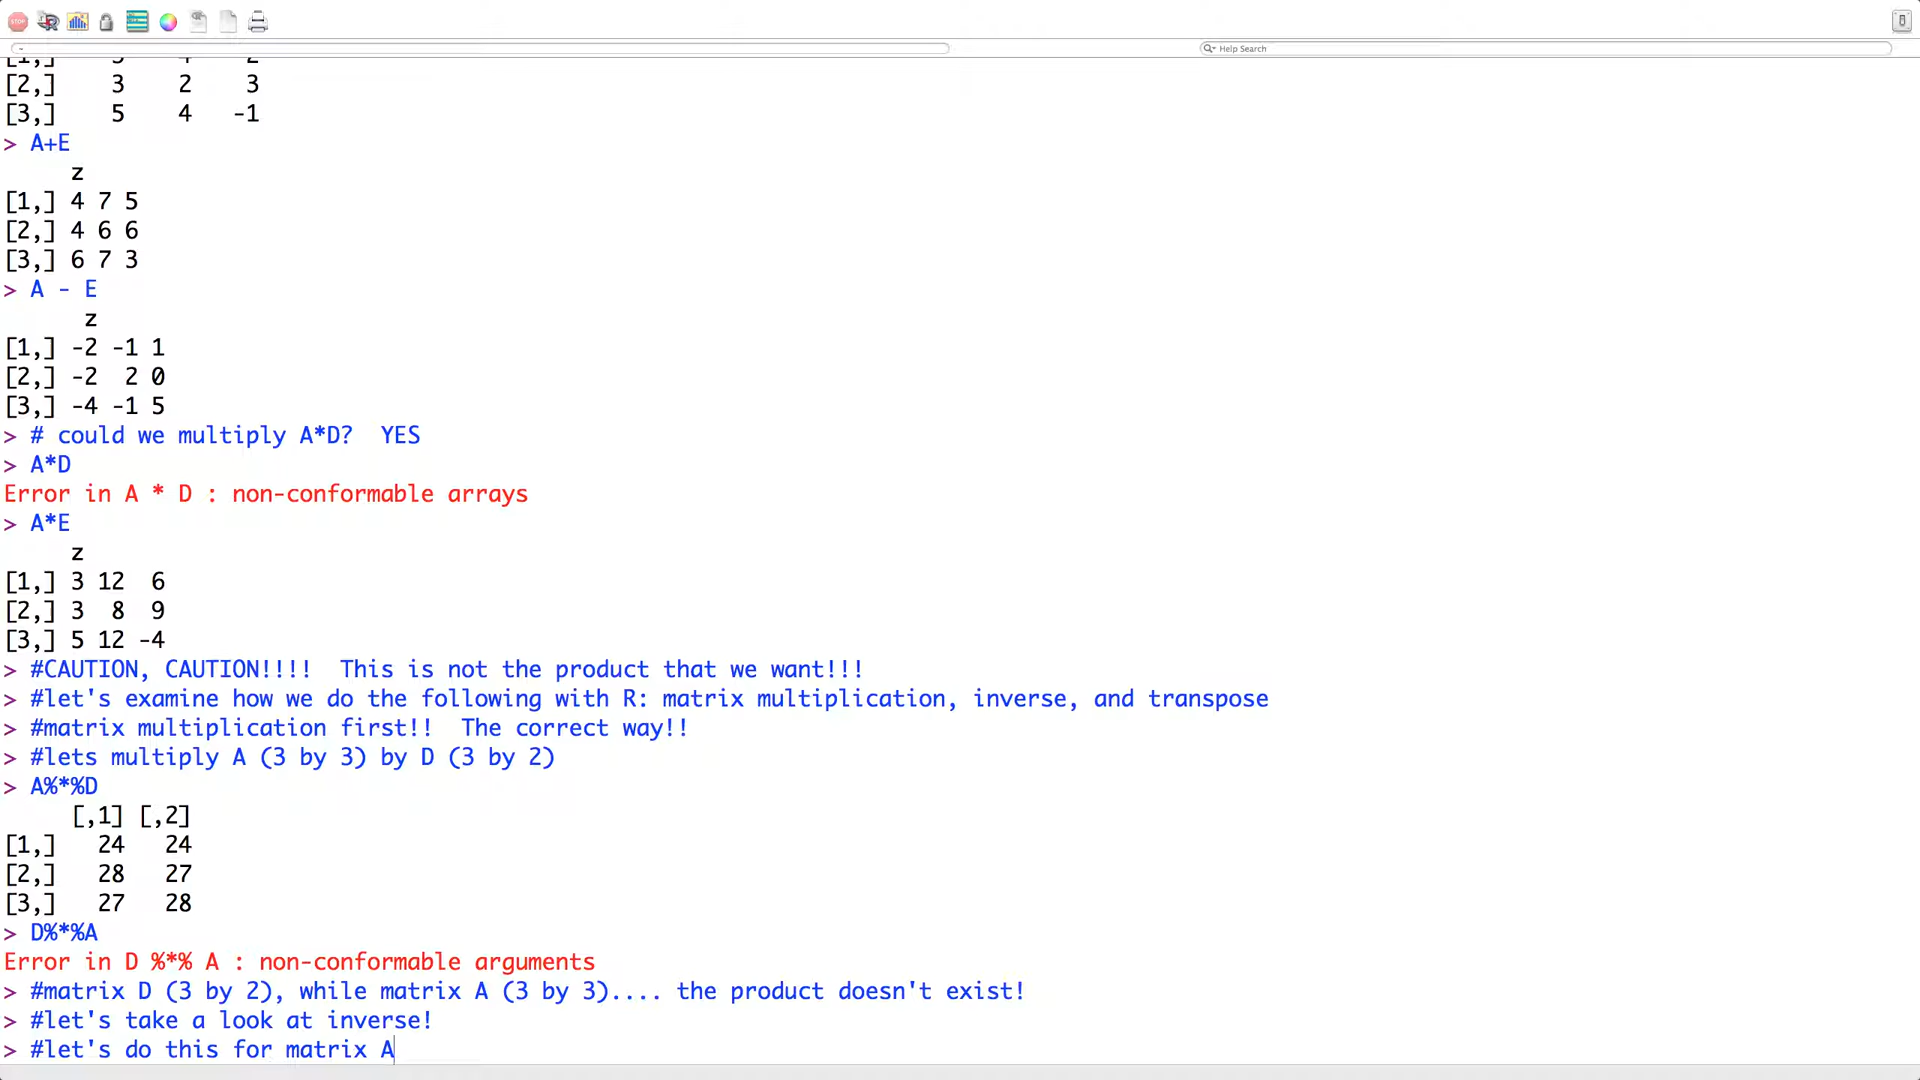 STOP
-
Help Search
[2,] 3 2 3
[3,] 5 4 -1
> A+E
z
[1,] 4 7 5
[2,] 4 6 6
[3,] 6 7 3
> A - E
z
[1,] -2 -1 1
[2,] -2 2 0
[3,] -4 -1 5
> # could we multiply A*D? YES
> A*D
Error in A * D : non-conformable arrays
> A*E
z
[1,] 3 12 6
[2,] 3 8 9
[3,] 5 12 -4
> #CAUTION, CAUTION!!!! This is not the product that we want!!!
> #let's examine how we do the following with R: matrix multiplication, inverse, and transpose
> #matrix multiplication first!! The correct way!!
> #lets multiply A (3 by 3) by D (3 by 2)
> A%*%D
[,1] [,2]
[1,] 24 24
[2,] 28 27
[3,] 27 28
> D%*%A
Error in D %*% A : non-conformable arguments
> #matrix D (3 by 2), while matrix A (3 by 3).... the product doesn't exist!
> #let's take a look at inverse!
> #let's do this for matrix A